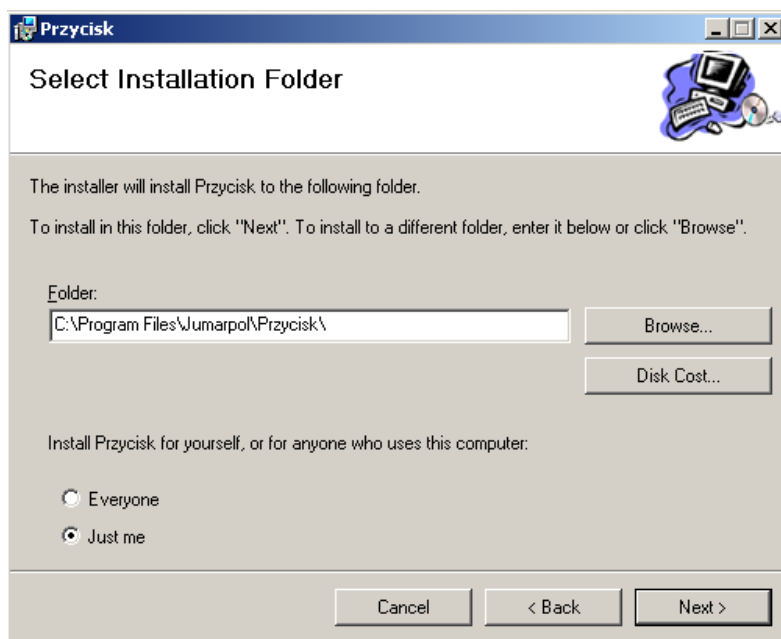 Przycisk
Select Installation Folder
The installer will install Przycisk to the following folder.
To install in this folder, click "Next". To install to a different folder, enter it below or click "Browse".
Folder:
C:\Program Files\Jumarpol\Przycisk\
Browse...
Disk Cost...
Install Przycisk for yourself, or for anyone who uses this computer:
Everyone
Just me
Cancel
< Back
Next >